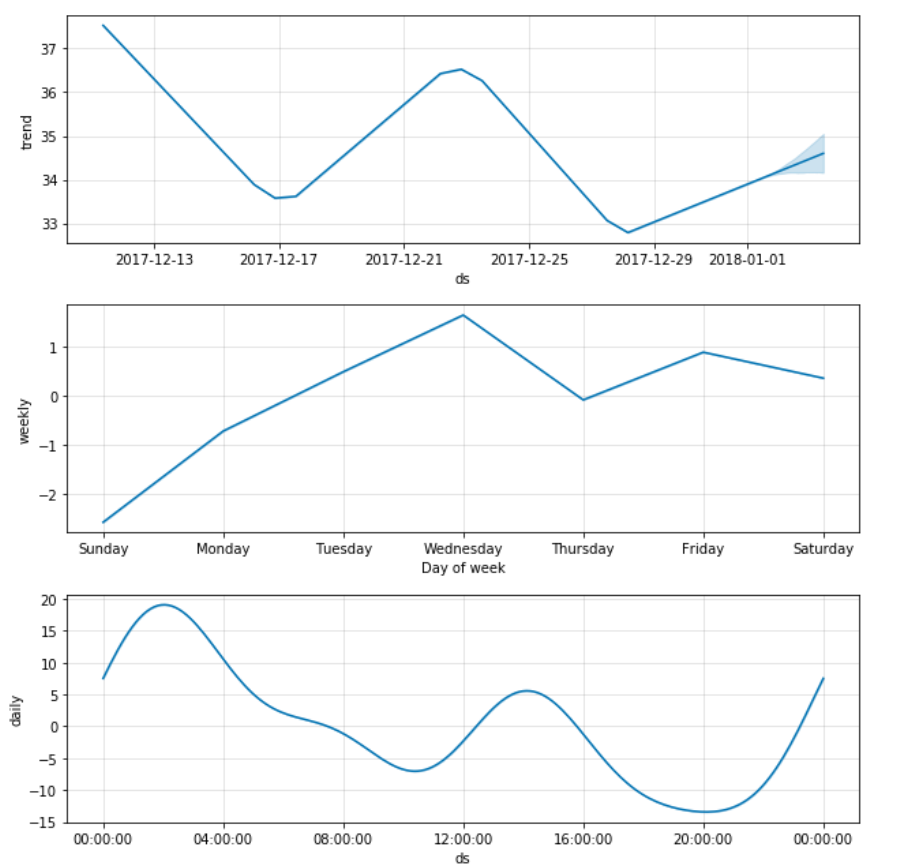 37
36
35
34
33
trend
2017-12-13 2017-12-17 2017-12-21 2017-12-25 2017-12-29 2018-01-01
ds
1
0
−1
−2
weekly
Sunday Monday Tuesday Wednesday Thursday Friday Saturday
Day of week
20
15
10
5
0
−5
−10
−15
daily
00:00:00 04:00:00 08:00:00 12:00:00 16:00:00 20:00:00 00:00:00
ds